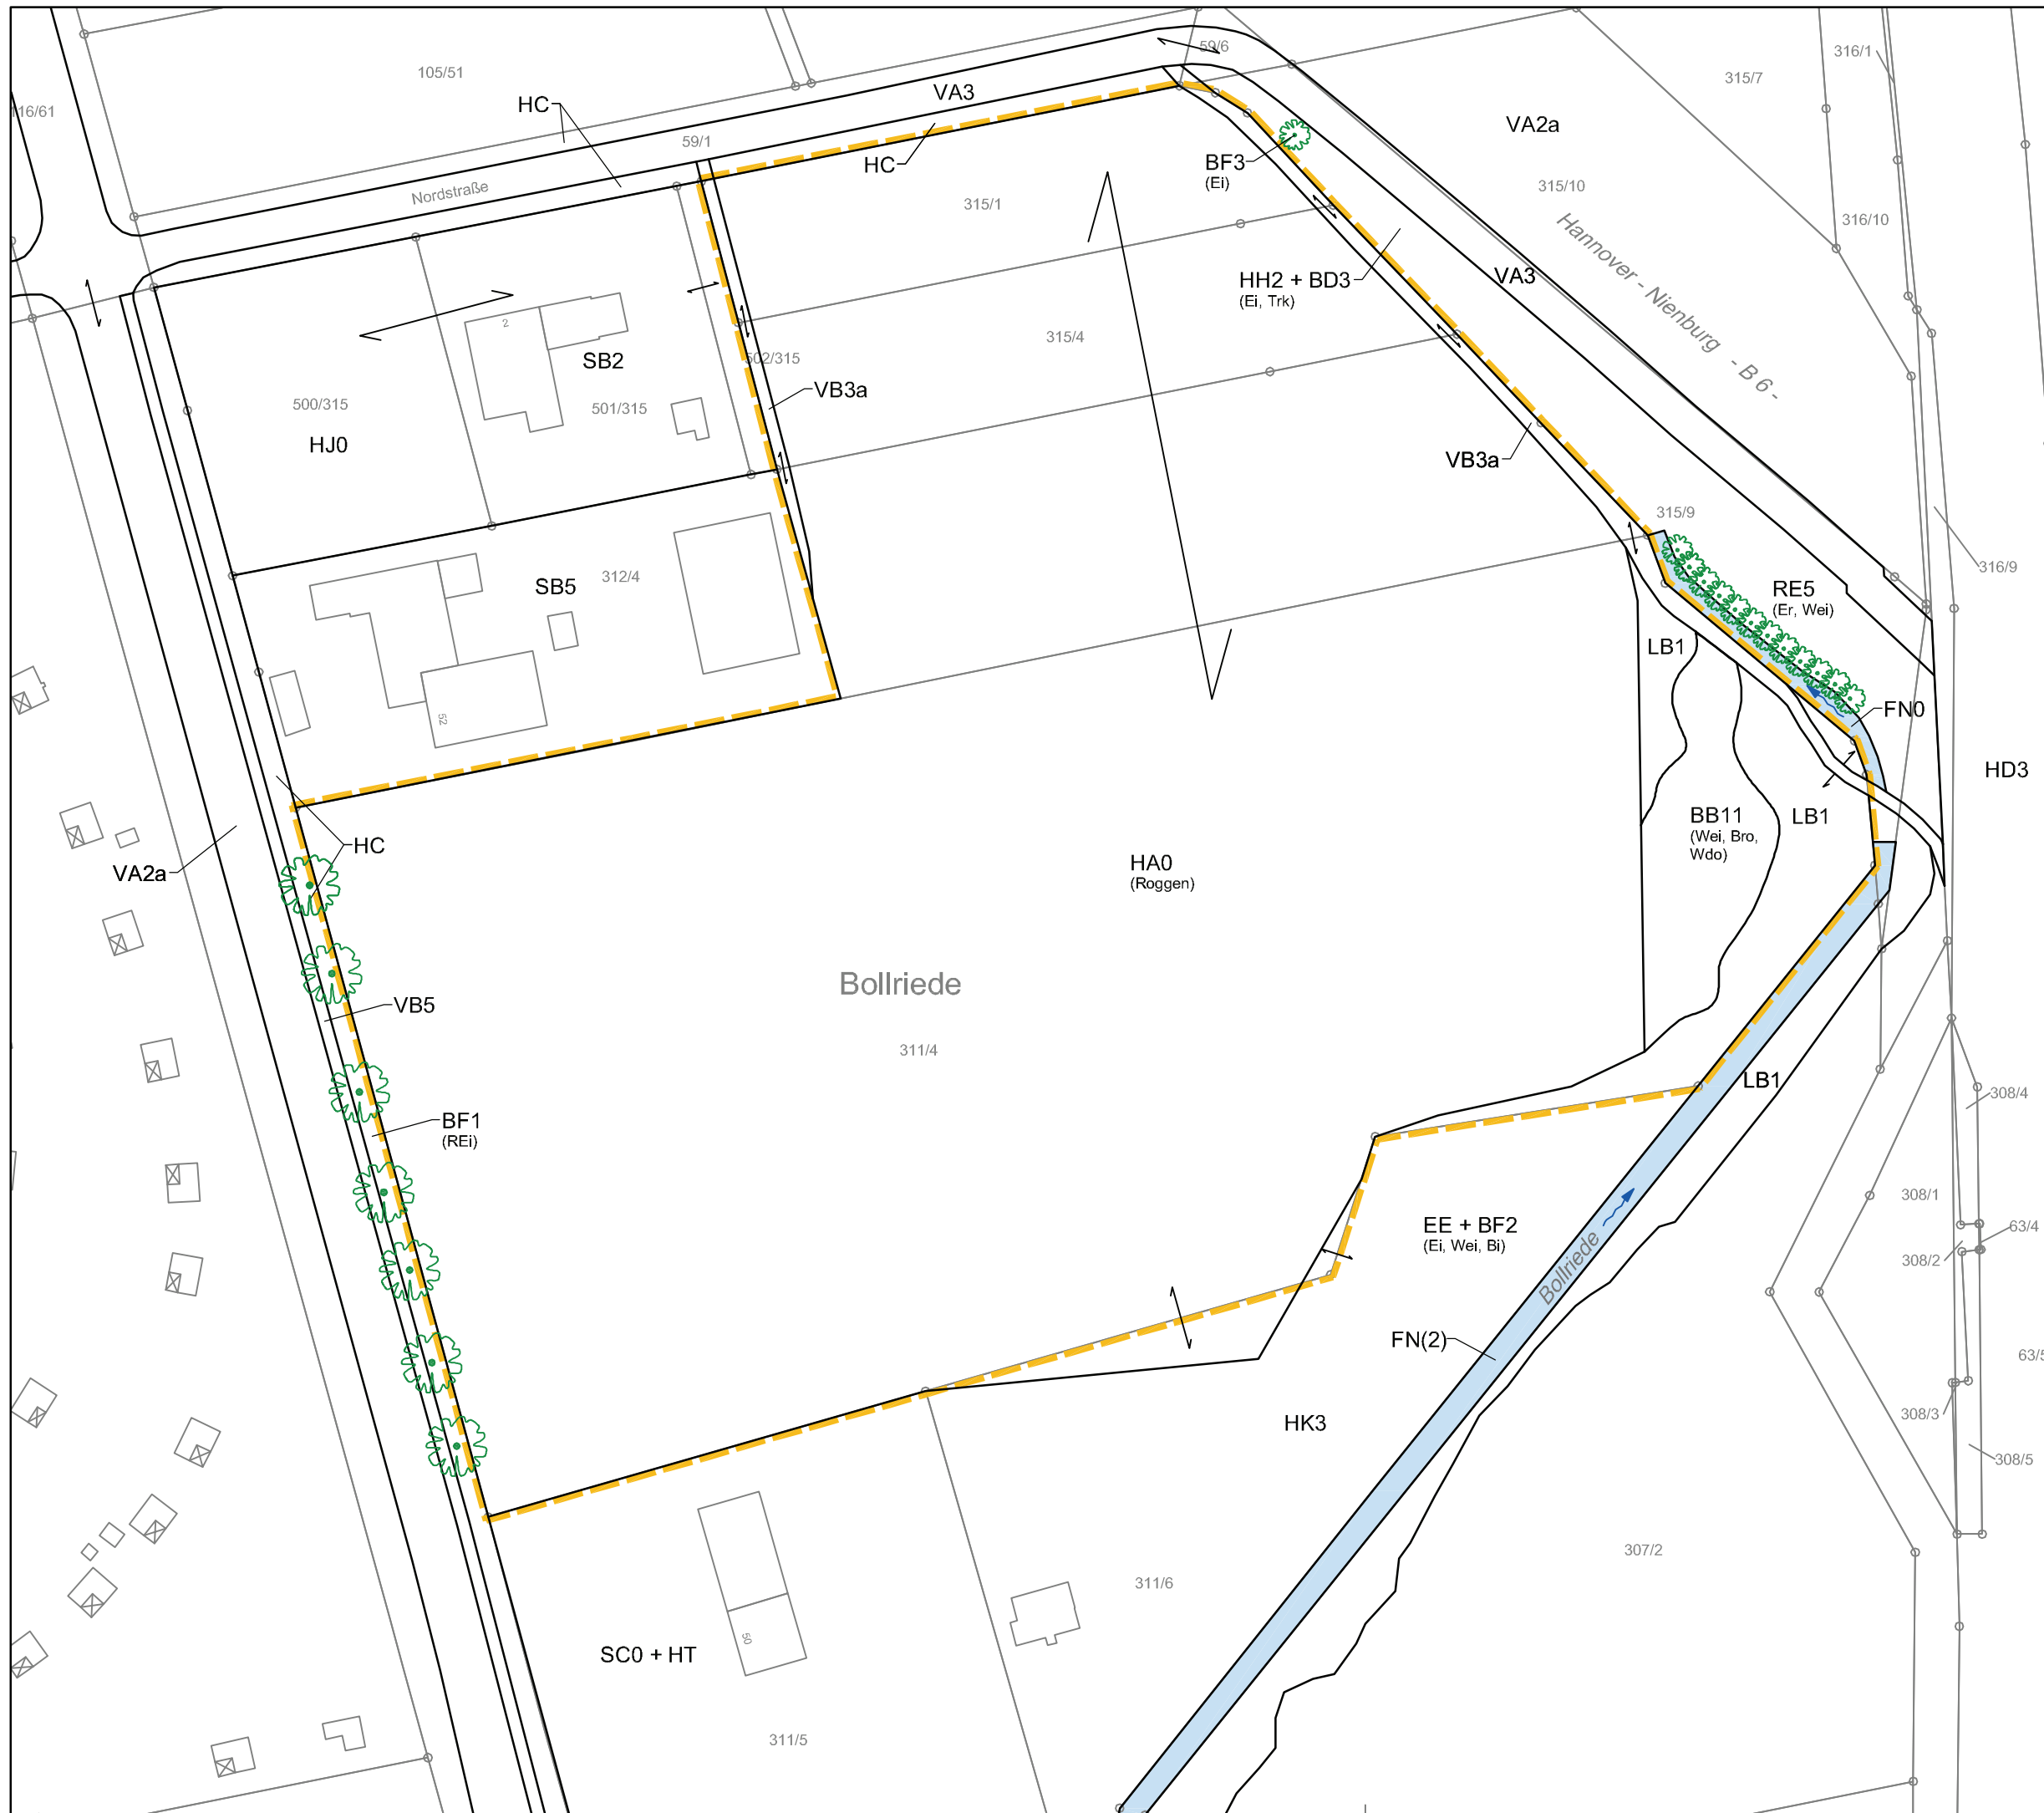 105/51
59/6
316/1
315/7
16/61
HC
VA3
VA2a
59/1
HC
BF3
(Ei)
315/10
Nordstraße
315/1
316/10
Hannover - Nienburg - B 6 -
HH2 + BD3
(Ei, Trk)
VA3
2
SB2
315/4
502/315
VB3a
500/315
501/315
HJ0
VB3a
315/9
316/9
SB5
312/4
RE5
(Er, Wei)
LB1
52
FN0
HD3
BB11
(Wei, Bro,
Wdo)
LB1
HC
VA2a
HA0
(Roggen)
Bollriede
VB5
311/4
LB1
308/4
BF1
(REi)
308/1
EE + BF2
(Ei, Wei, Bi)
63/4
308/2
Bollriede
FN(2)
63/5
HK3
308/3
308/5
307/2
311/6
50
SC0 + HT
311/5